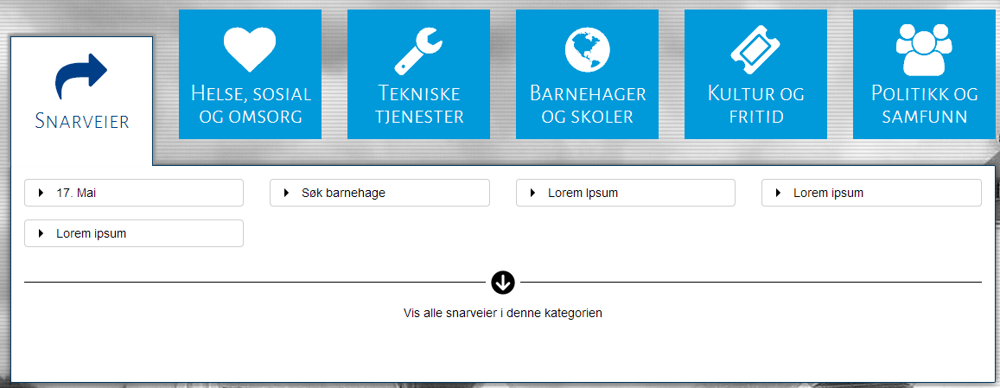 Snarveier
Helse, sosial
og omsorg
Tekniske
tjenester
Barnehager
og skoler
Kultur og
fritid
Politikk og
samfunn
17. Mai
Søk barnehage
Lorem Ipsum
Lorem ipsum
Lorem ipsum
Vis alle snarveier i denne kategorien